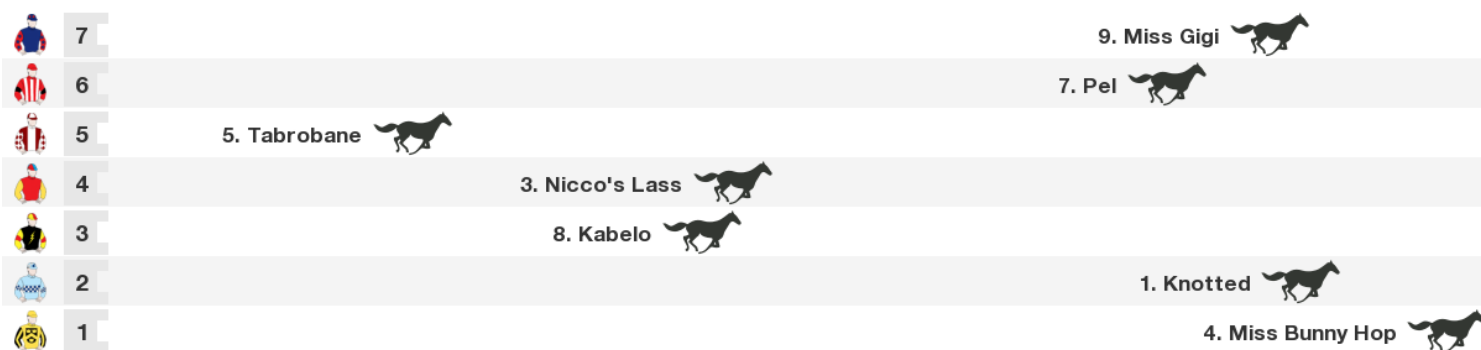 7 9. Miss Gigi
6 7. Pel
5 5. Tabrobane
4 3. Nicco's Lass
3 8. Kabelo
2 1. Knotted
1 4. Miss Bunny Hop